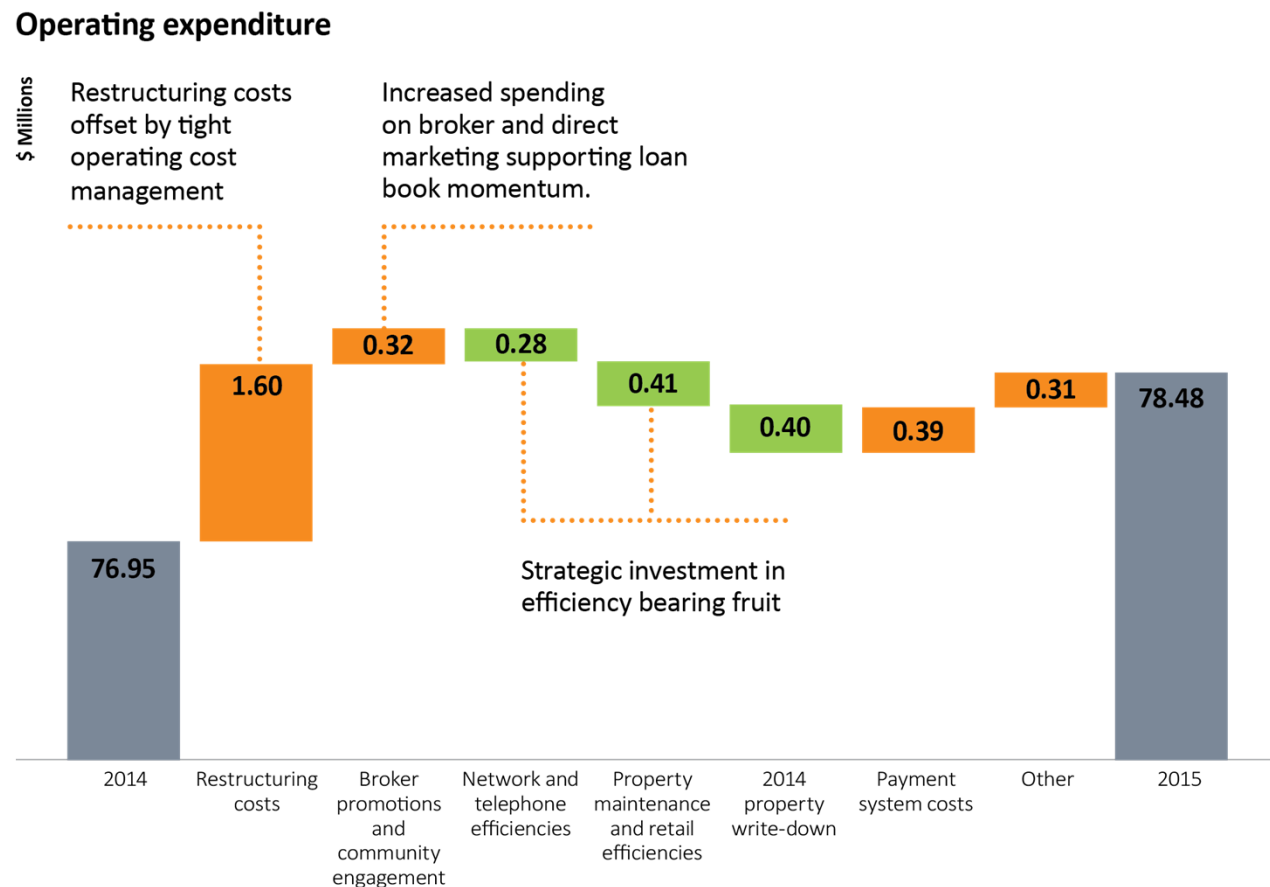 Operating expenditure
$ Millions
Restructuring costs
offset by tight
operating cost
management
Increased spending
on broker and direct
marketing supporting loan
book momentum.
0.32
0.28
1.60
0.41
0.40
0.39
0.31
78.48
76.95
Strategic investment in
efficiency bearing fruit
2014
Restructuring
costs
Broker
promotions
and
community
engagement
Network and
telephone
efficiencies
Property
maintenance
and retail
efficiencies
2014
property
write-down
Payment
system costs
Other
2015